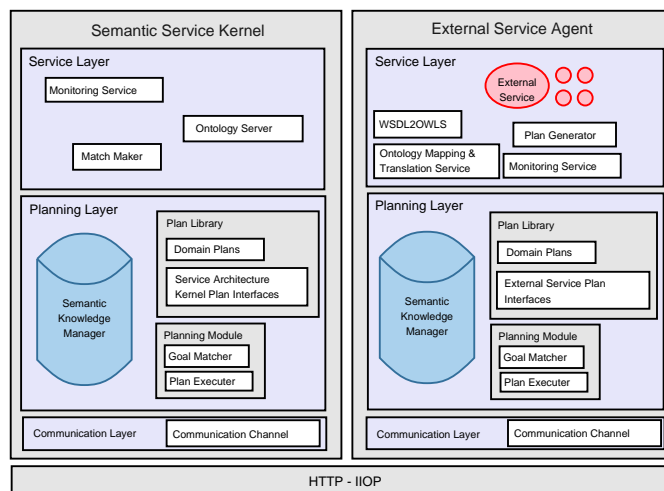 Semantic Service Kernel
Service Layer
Monitoring Service
Ontology Server
Match Maker
Planning Layer
Semantic
Knowledge
Manager
Plan Library
Domain Plans
Service Architecture
Kernel Plan Interfaces
Planning Module
Goal Matcher
Plan Executer
Communication Layer
Communication Channel
External Service Agent
Service Layer
External
Service
WSDL2OWLS
Plan Generator
Ontology Mapping &
Translation Service
Monitoring Service
Planning Layer
Semantic
Knowledge
Manager
Plan Library
Domain Plans
External Service Plan
Interfaces
Planning Module
Goal Matcher
Plan Executer
Communication Layer
Communication Channel
HTTP - IIOP